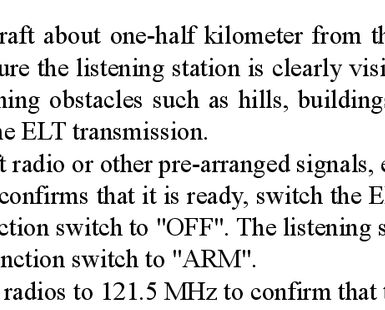 raft about one-half kilometer from th
ure the listening station is clearly visi
ning obstacles such as hills, buildings
ne ELT transmission.
ft radio or other pre-arranged signals, e
confirms that it is ready, switch the E
ction switch to "OFF". The listening s
nction switch to "ARM".
radios to 121.5 MHz to confirm that t